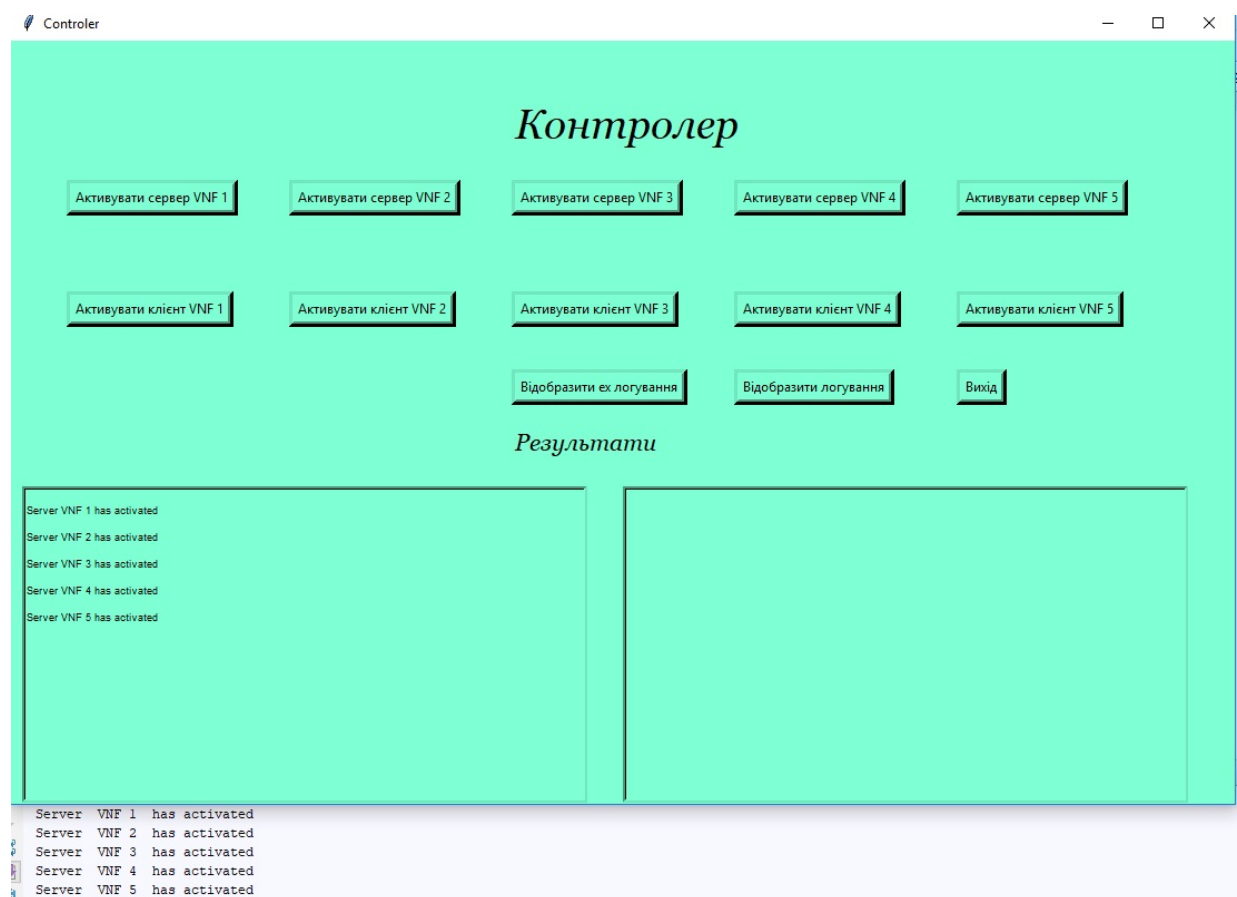 Controler
Контролер
Активувати сервер VNF 1 Активувати сервер VNF 2 Активувати сервер VNF 3 Активувати сервер VNF 4 Активувати сервер VNF 5
Активувати клієнт VNF 1 Активувати клієнт VNF 2 Активувати клієнт VNF 3 Активувати клієнт VNF 4 Активувати клієнт VNF 5
Відобразити ех логування Відобразити логування Вихід
Результати
Server VNF 1 has activated
Server VNF 2 has activated
Server VNF 3 has activated
Server VNF 4 has activated
Server VNF 5 has activated
Server VNF 1 has activated
Server VNF 2 has activated
Server VNF 3 has activated
Server VNF 4 has activated
Server VNF 5 has activated